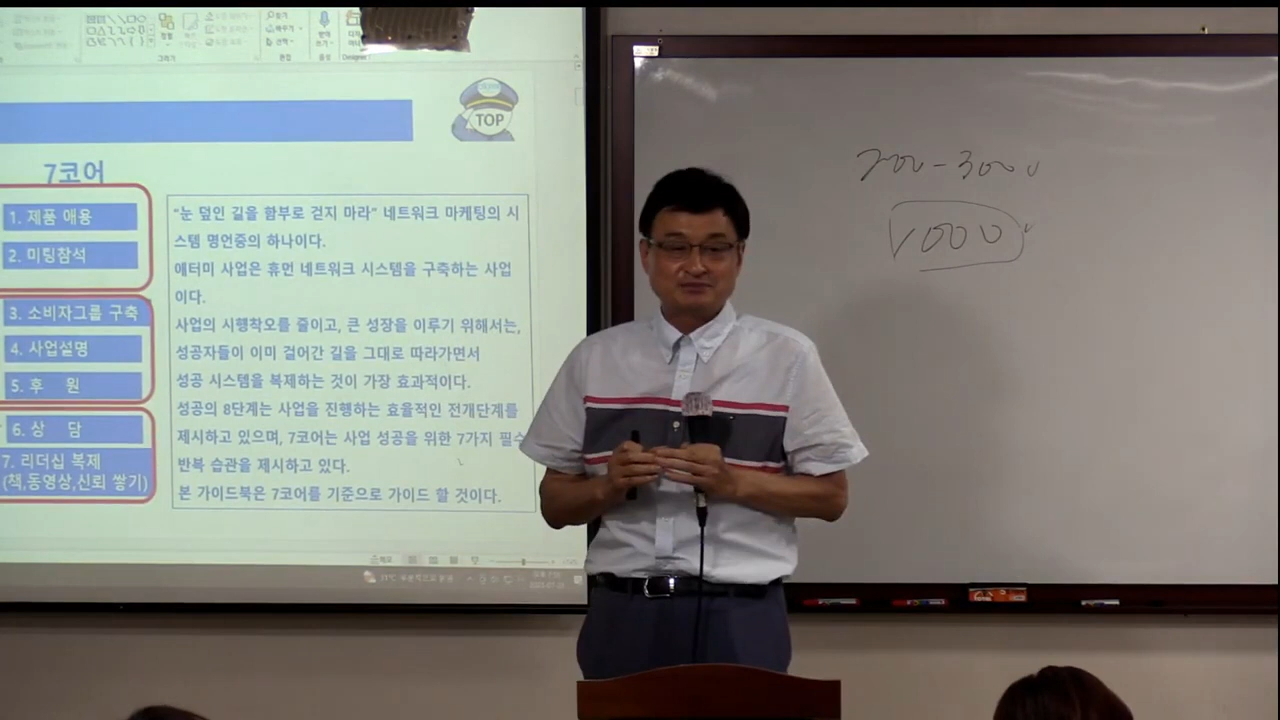 그리기
편집
음성
Designer
TOP
7코어
1. 제품 애용
2. 미팅참석
3. 소비자그룹 구축
4. 사업설명
5. 후 원
6. 상 담
7. 리더십 복제
(책,동영상,신뢰 쌓기)
“눈 덮인 길을 함부로 걷지 마라” 네트워크 마케팅의 시
스템 명언중의 하나이다.
애터미 사업은 휴먼 네트워크 시스템을 구축하는 사업
이다.
사업의 시행착오를 줄이고, 큰 성장을 이루기 위해서는,
성공자들이 이미 걸어간 길을 그대로 따라가면서
성공 시스템을 복제하는 것이 가장 효과적이다.
성공의 8단계는 사업을 진행하는 효율적인 전개단계를
제시하고 있으며, 7코어는 사업 성공을 위한 7가지 필수
반복 습관을 제시하고 있다.
본 가이드북은 7코어를 기준으로 가이드 할 것이다.
200-300
1000